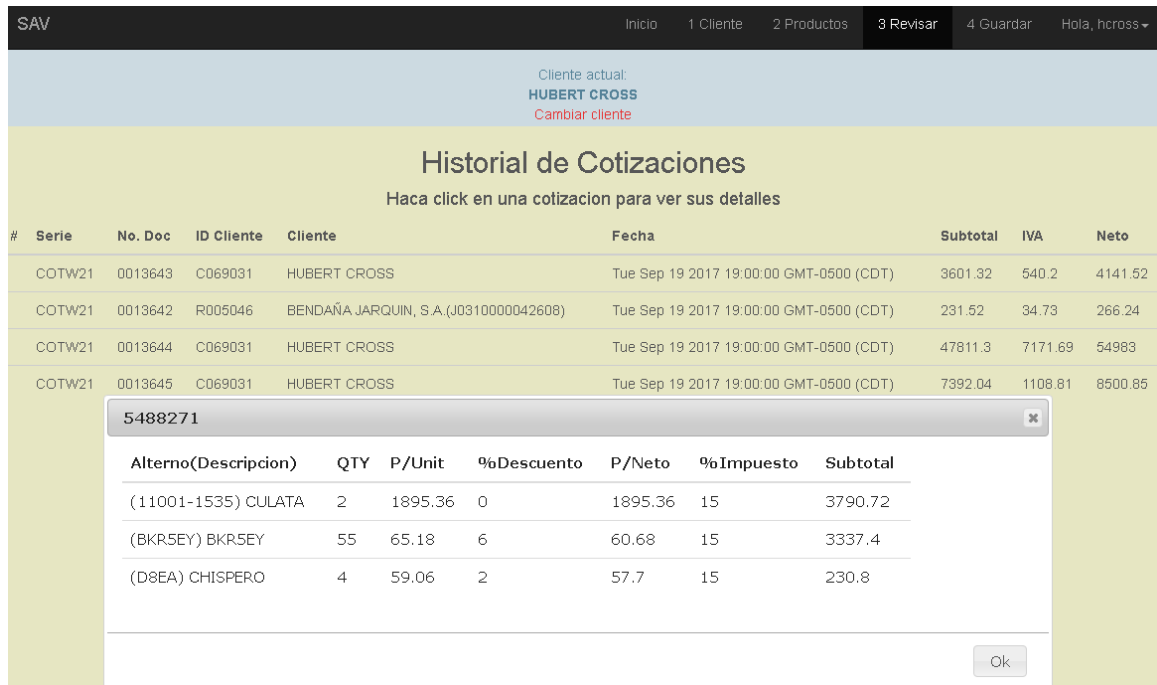 SAV Inicio 1 Cliente 2 Productos 3 Revisar 4 Guardar Hola, hcross
Cliente actual:
HUBERT CROSS
Cambiar cliente
Historial de Cotizaciones
Haca click en una cotizacion para ver sus detalles
# Serie No. Doc ID Cliente Cliente Fecha Subtotal IVA Neto
COTW21 0013643 C069031 HUBERT CROSS Tue Sep 19 2017 19:00:00 GMT-0500 (CDT) 3601.32 540.2 4141.52
COTW21 0013642 R005046 BENDAÑA JARQUIN, S.A.(J0310000042608) Tue Sep 19 2017 19:00:00 GMT-0500 (CDT) 231.52 34.73 266.24
COTW21 0013644 C069031 HUBERT CROSS Tue Sep 19 2017 19:00:00 GMT-0500 (CDT) 47811.3 7171.69 54983
COTW21 0013645 C069031 HUBERT CROSS Tue Sep 19 2017 19:00:00 GMT-0500 (CDT) 7392.04 1108.81 8500.85
5488271
Alterno(Descripcion) QTY P/Unit %Descuento P/Neto %Impuesto Subtotal
(11001-1535) CULATA 2 1895.36 0 1895.36 15 3790.72
(BKR5EY) BKR5EY 55 65.18 6 60.68 15 3337.4
(D8EA) CHISPERO 4 59.06 2 57.7 15 230.8
Ok